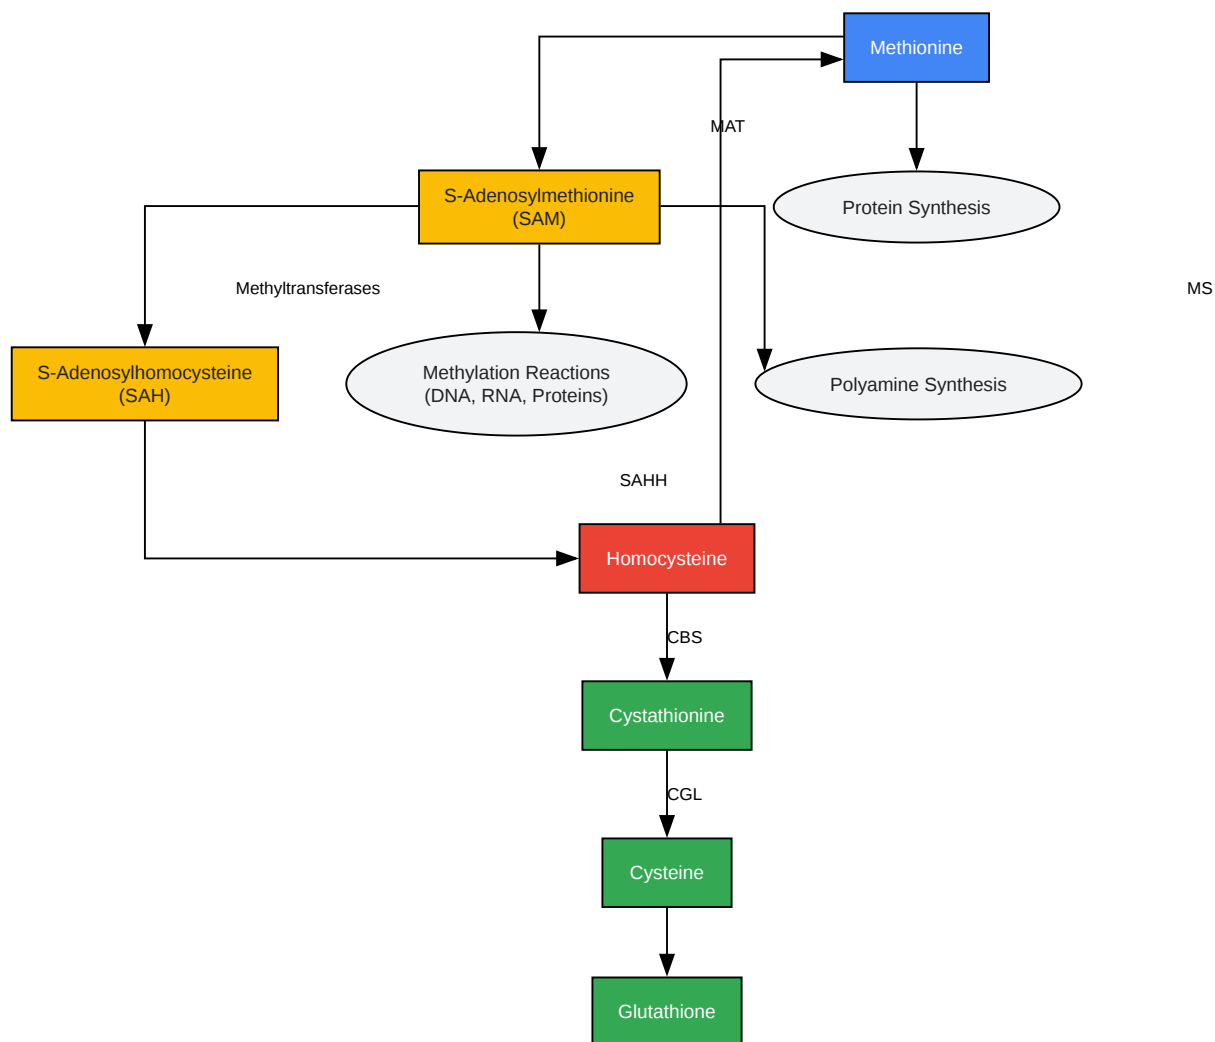 Methionine
MAT
S-Adenosylmethionine
(SAM)
Protein Synthesis
Methyltransferases
MS
S-Adenosylhomocysteine
(SAH)
Methylation Reactions
(DNA, RNA, Proteins)
Polyamine Synthesis
SAHH
Homocysteine
CBS
Cystathionine
CGL
Cysteine
Glutathione